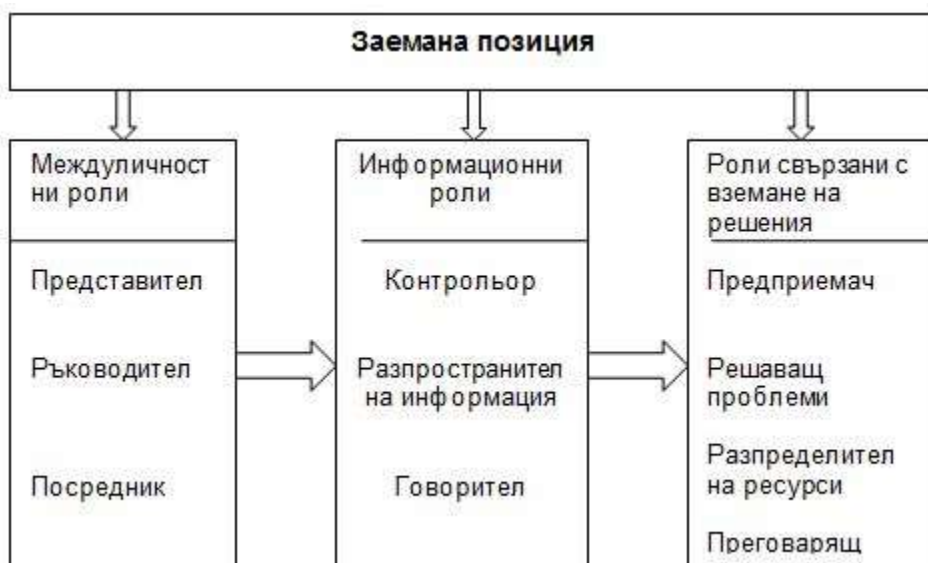 Заемана позиция
Междуличност
ни роли
Представител
Ръководител
Посредник
Информационни
роли
Контрольор
Разпространител
на информация
Говорител
Роли свързани с
вземане на
решения
Предприемач
Решаващ
проблеми
Разпределител
на ресурси
Преговарящ